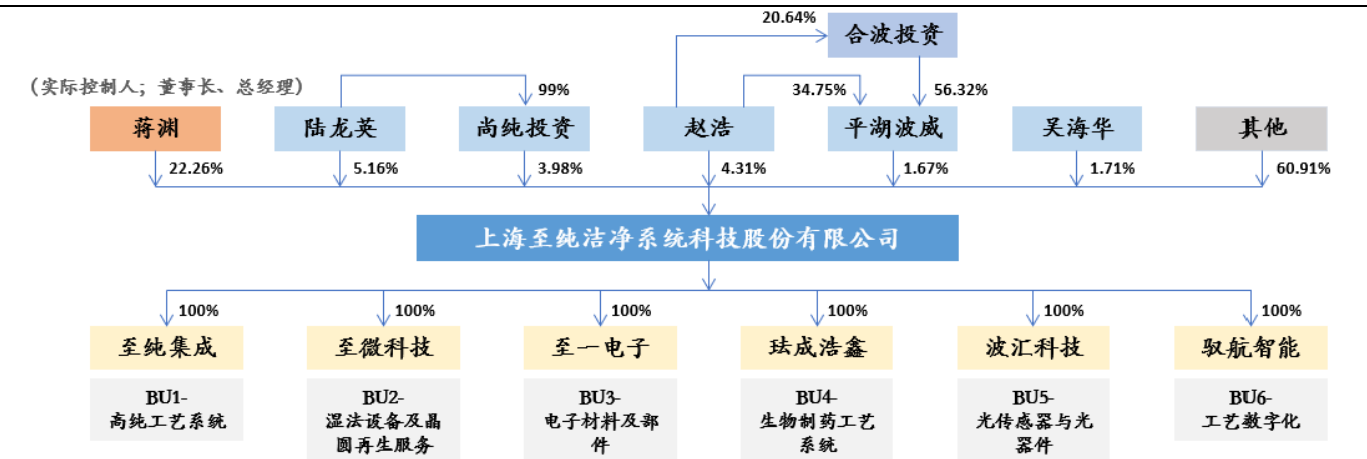 20.64%
合波投资
(实际控制人；董事长、总经理)
99%
34.75%
56.32%
蒋渊
陆龙英
尚纯投资
赵浩
平湖波威
吴海华
其他
22.26%
5.16%
3.98%
4.31%
1.67%
1.71%
60.91%
上海至纯洁净系统科技股份有限公司
100%
100%
100%
100%
100%
100%
至纯集成
至微科技
至一电子
珐成浩鑫
波汇科技
驭航智能
BU1-
高纯工艺系统
BU2-
湿法设备及晶
圆再生服务
BU3-
电子材料及部
件
BU4-
生物制药工艺
系统
BU5-
光传感器与光
器件
BU6-
工艺数字化